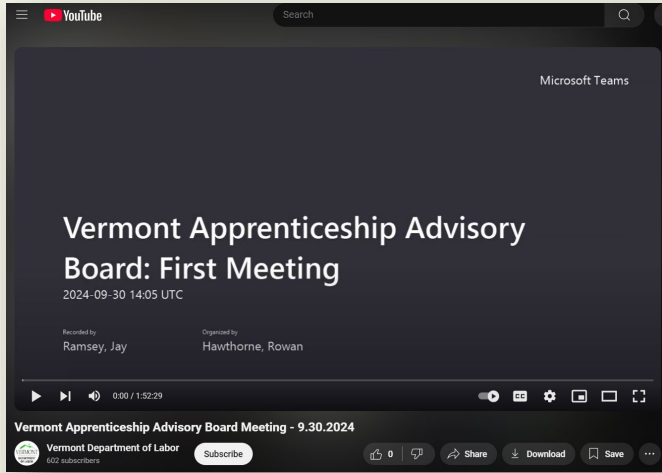 YouTube
Search
Microsoft Teams
Vermont Apprenticeship Advisory
Board: First Meeting
2024-09-30 14:05 UTC
Recorded by
Organized by
Ramsey, Jay
Hawthorne, Rowan
0:00 / 1:52:29
CC
Vermont Apprenticeship Advisory Board Meeting - 9.30.2024
VERMONT
Vermont Department of Labor
602 subscribers
Subscribe
0
Share
Download
Save